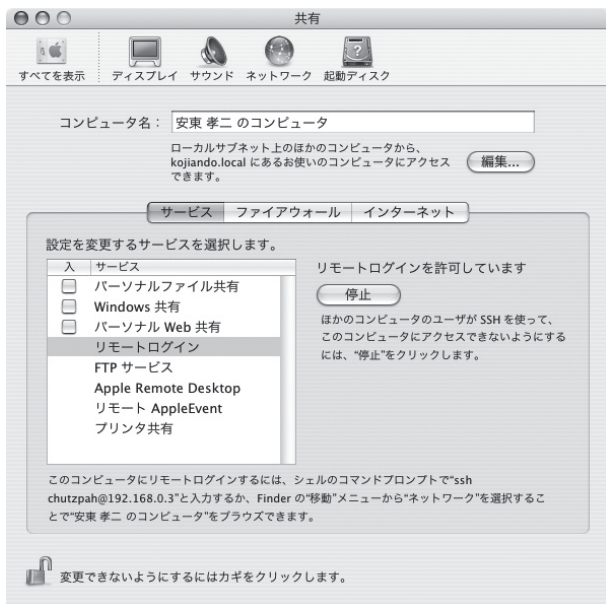 共有
すべてを表示 ディスプレイ サウンド ネットワーク 起動ディスク
コンピュータ名： 安東 孝二 のコンピュータ
ローカルサブネット上のほかのコンピュータから、
kojiando.local にあるお使いのコンピュータにアクセス
できます。
編集...
サービス ファイアウォール インターネット
設定を変更するサービスを選択します。
入 サービス
パーソナルファイル共有
Windows 共有
パーソナル Web 共有
リモートログイン
FTP サービス
Apple Remote Desktop
リモート AppleEvent
プリンタ共有
リモートログインを許可しています
停止
ほかのコンピュータのユーザが SSH を使って、
このコンピュータにアクセスできないようにする
には、“停止”をクリックします。
このコンピュータにリモートログインするには、シェルのコマンドプロンプトで“ssh
chutzpah@192.168.0.3”と入力するか、Finder の“移動”メニューから“ネットワーク”を選択するこ
とで“安東 孝二 のコンピュータ”をブラウズできます。
変更できないようにするにはカギをクリックします。